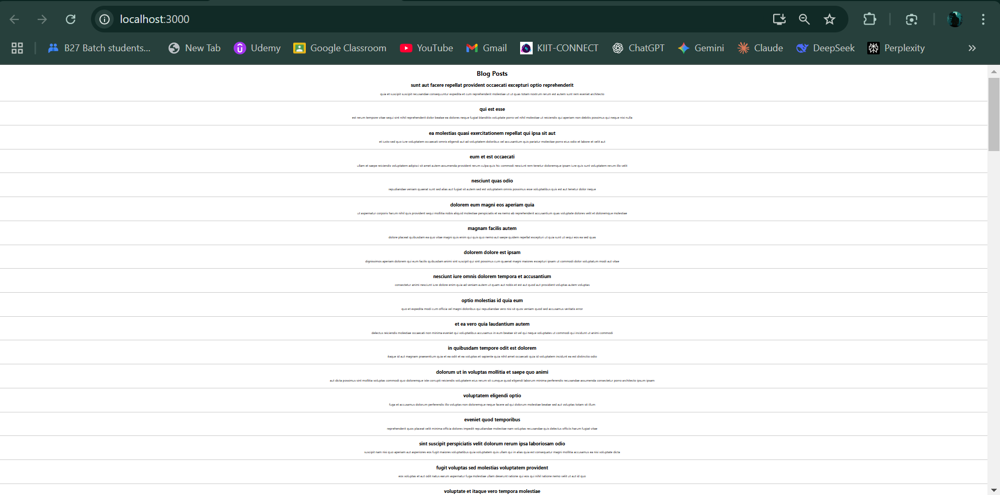 localhost:3000
B27 Batch students... New Tab Udemy Google Classroom YouTube Gmail KIIT-CONNECT ChatGPT Gemini Claude DeepSeek Perplexity
Blog Posts
sunt aut facere repellat provident occaecati excepturi optio reprehenderit
quia et suscipit suscipit recusandae consequuntur expedita et cum reprehenderit molestiae ut ut quas totam nostrum rerum est autem sunt rem eveniet architecto
qui est esse
est rerum tempore vitae sequi sint nihil reprehenderit dolor beatae ea dolores neque fugiat blanditiis voluptate porro vel nihil molestiae ut reiciendis qui aperiam non debitis possimus qui neque nisi nulla
ea molestias quasi exercitationem repellat qui ipsa sit aut
et iusto sed quo iure voluptatem occaecati omnis eligendi aut ad voluptatem doloribus vel accusantium quis pariatur molestiae porro eius odio et labore et velit aut
eum et est occaecati
ullam et saepe reiciendis voluptatem adipisci sit amet autem assumenda provident rerum culpa quis hic commodi nesciunt rem tenetur doloremque ipsam iure quis sunt voluptatem rerum illo velit
nesciunt quas odio
repudiandae veniam quaerat sunt sed alias aut fugiat sit autem sed est voluptatem omnis possimus esse voluptatibus quis est aut tenetur dolor neque
dolorem eum magni eos aperiam quia
ut aspernatur corporis harum nihil quis provident sequi mollitia nobis aliquid molestiae perspiciatis et ea nemo ab reprehenderit accusantium quas voluptate dolores velit et doloremque molestiae
magnam facilis autem
dolore placeat quibusdam ea quo vitae magni quis enim qui quis quo nemo aut saepe quidem repellat excepturi ut quia sunt ut sequi eos ea sed quas
dolorem dolore est ipsam
dignissimos aperiam dolorem qui eum facilis quibusdam animi sint suscipit qui sint possimus cum quaerat magni maiores excepturi ipsam ut commodi dolor voluptatum modi aut vitae
nesciunt iure omnis dolorem tempora et accusantium
consectetur animi nesciunt iure dolore enim quia ad veniam autem ut quam aut nobis et est aut quod aut provident voluptas autem voluptas
optio molestias id quia eum
quo et expedita modi cum officia vel magni doloribus qui repudiandae vero nisi sit quos veniam quod sed accusamus veritatis error
et ea vero quia laudantium autem
delectus reiciendis molestiae occaecati non minima eveniet qui voluptatibus accusamus in eum beatae sit vel qui neque voluptates ut commodi qui incidunt ut animi commodi
in quibusdam tempore odit est dolorem
itaque id aut magnam praesentium quia et ea odit et ea voluptas et sapiente quia nihil amet occaecati quia id voluptatem incidunt ea est distinctio odio
dolorum ut in voluptas mollitia et saepe quo animi
aut dicta possimus sint mollitia voluptas commodi quo doloremque iste corrupti reiciendis voluptatem eius rerum sit cumque quod eligendi laborum minima perferendis recusandae assumenda consectetur porro architecto ipsum ipsam
voluptatem eligendi optio
fuga et accusamus dolorum perferendis illo voluptas non doloremque neque facere ad qui dolorum molestiae beatae sed aut voluptas totam sit illum
eveniet quod temporibus
reprehenderit quos placeat velit minima officia dolores impedit repudiandae molestiae nam voluptas recusandae quis delectus officiis harum fugiat vitae
sint suscipit perspiciatis velit dolorum rerum ipsa laboriosam odio
suscipit nam nisi quo aperiam aut asperiores eos fugit maiores voluptatibus quia voluptatem quis ullam qui in alias quia est consequatur magni mollitia accusamus ea nisi voluptate dicta
fugit voluptas sed molestias voluptatem provident
eos voluptas et aut odit natus earum aspernatur fuga molestiae ullam deserunt ratione qui eos qui nihil ratione nemo velit ut aut id quo
voluptate et itaque vero tempora molestiae